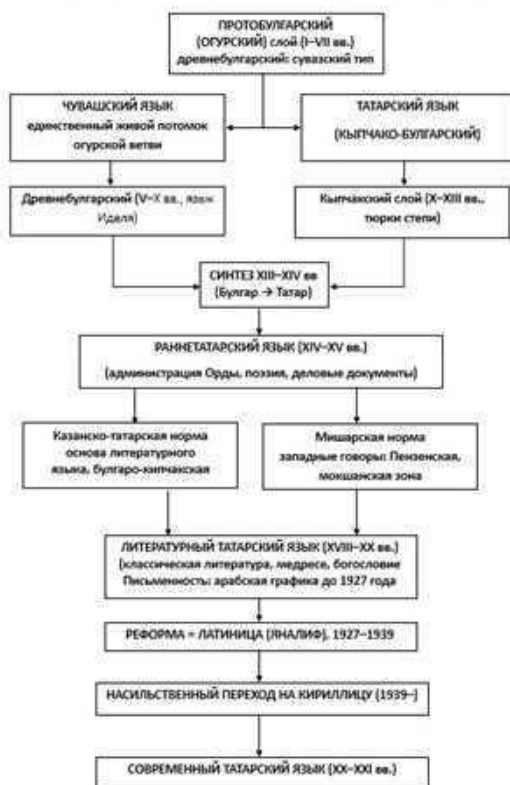 ПРОТОБУЛГАРСКИЙ
(ОГУРСКИЙ) слой (I–VII вв.)
древнебулгарский: сувазский тип
ЧУВАШСКИЙ ЯЗЫК
единственный живой потомок
огурской ветви
ТАТАРСКИЙ ЯЗЫК
(КЫПЧАКО-БУЛГАРСКИЙ)
Древнебулгарский (V–X вв., язык
Иделя)
Кыпчакский слой (X–XIII вв.,
тюрки степи)
СИНТЕЗ XIII–XIV вв
(Булгар → Татар)
РАННЕТАТАРСКИЙ ЯЗЫК (XIV–XV вв.)
(администрация Орды, поэзия, деловые документы)
Казанско-татарская норма
основа литературного
языка, булгаро-кипчакская
Мишарская норма
западные говоры: Пензенская,
мокшанская зона
ЛИТЕРАТУРНЫЙ ТАТАРСКИЙ ЯЗЫК (XVIII–XX вв.)
(классическая литература, медресе, богословие
Письменность: арабская графика до 1927 года
РЕФОРМА = ЛАТИНИЦА (ЯНАЛИФ), 1927–1939
НАСИЛЬСТВЕННЫЙ ПЕРЕХОД НА КИРИЛЛИЦУ (1939–)
СОВРЕМЕННЫЙ ТАТАРСКИЙ ЯЗЫК (XX–XXI вв.)